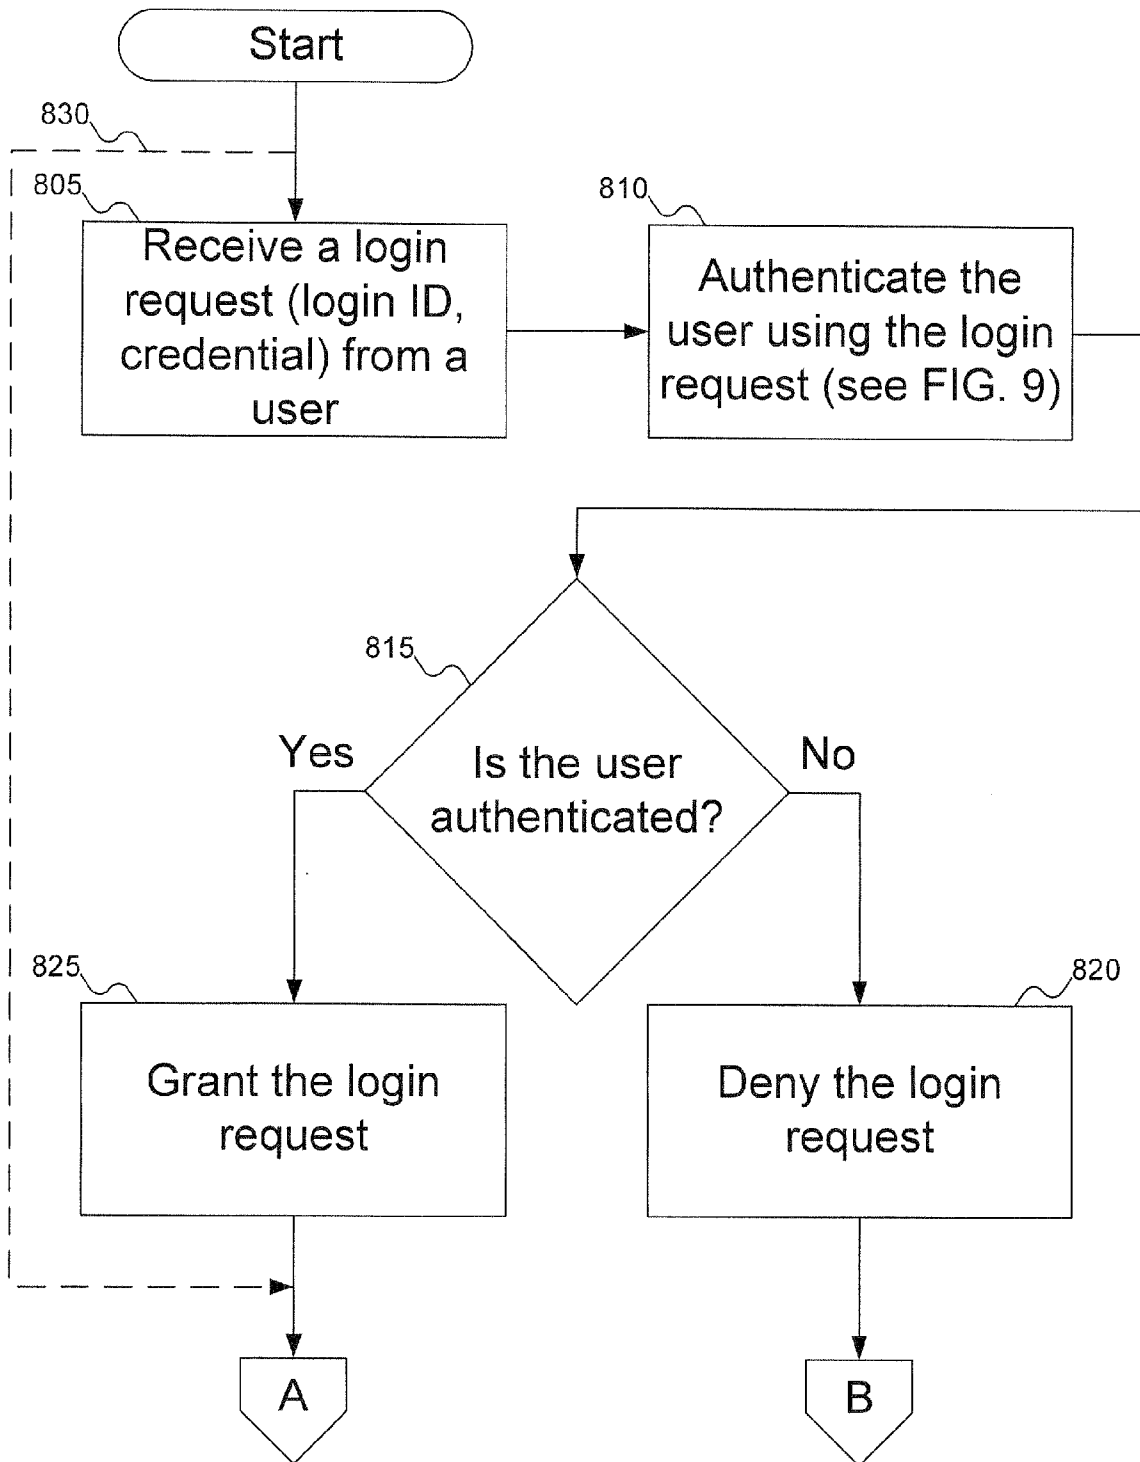 Start
830
805
810
Receive a login
request (login ID,
credential) from a
user
Authenticate the
user using the login
request (see FIG. 9)
815
Yes
No
Is the user
authenticated?
825
820
Grant the login
request
Deny the login
request
A
B